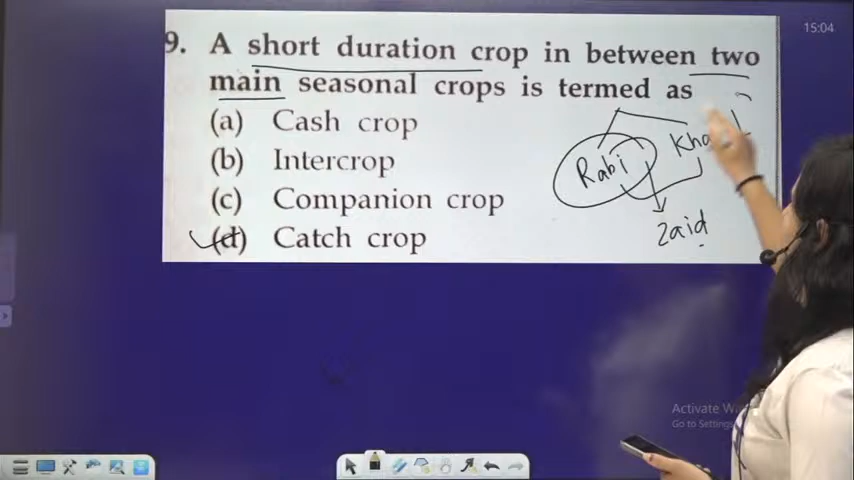 15:04
9. A short duration crop in between two
main seasonal crops is termed as
(a) Cash crop
(b) Intercrop
(c) Companion crop
(d) Catch crop
Rabi
Zaid
Activate
Go to Settings